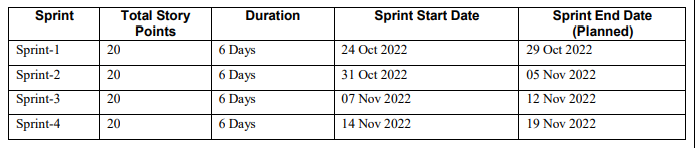 Sprint Total Story Points Duration Sprint Start Date Sprint End Date (Planned)
Sprint-1 20 6 Days 24 Oct 2022 29 Oct 2022
Sprint-2 20 6 Days 31 Oct 2022 05 Nov 2022
Sprint-3 20 6 Days 07 Nov 2022 12 Nov 2022
Sprint-4 20 6 Days 14 Nov 2022 19 Nov 2022